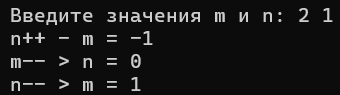 Введите значения m и n: 2 1
n++ - m = -1
m-- > n = 0
n-- > m = 1